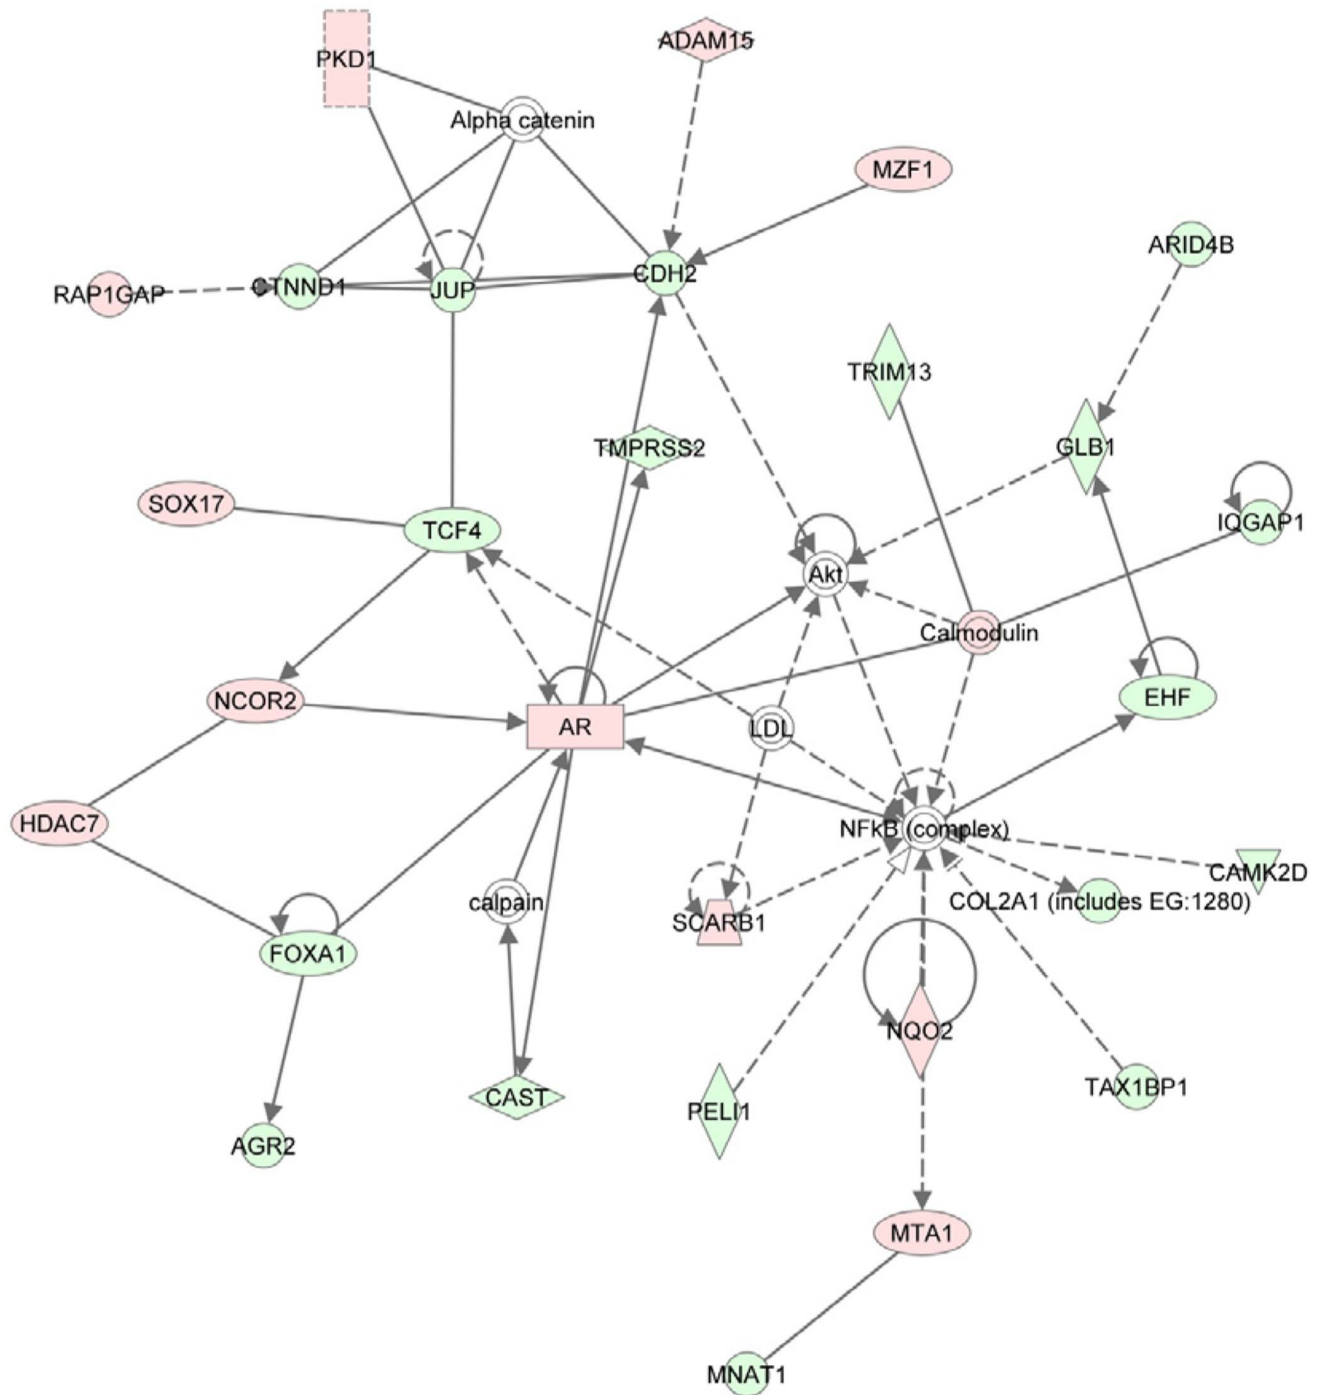 PKD1
ADAM15
Alpha catenin
MZF1
ARID4B
RAP1GAP
CTNND1
JUP
CDH2
TRIM13
TMPRSS2
GLB1
SOX17
TCF4
IQGAP1
Akt
Calmodulin
NCOR2
AR
LDL
EHF
HDAC7
NFkB (complex)
CAMK2D
calpain
COL2A1 (includes EG:1280)
SCARB1
FOXA1
NQO2
CAST
PELI1
TAX1BP1
AGR2
MTA1
MNAT1